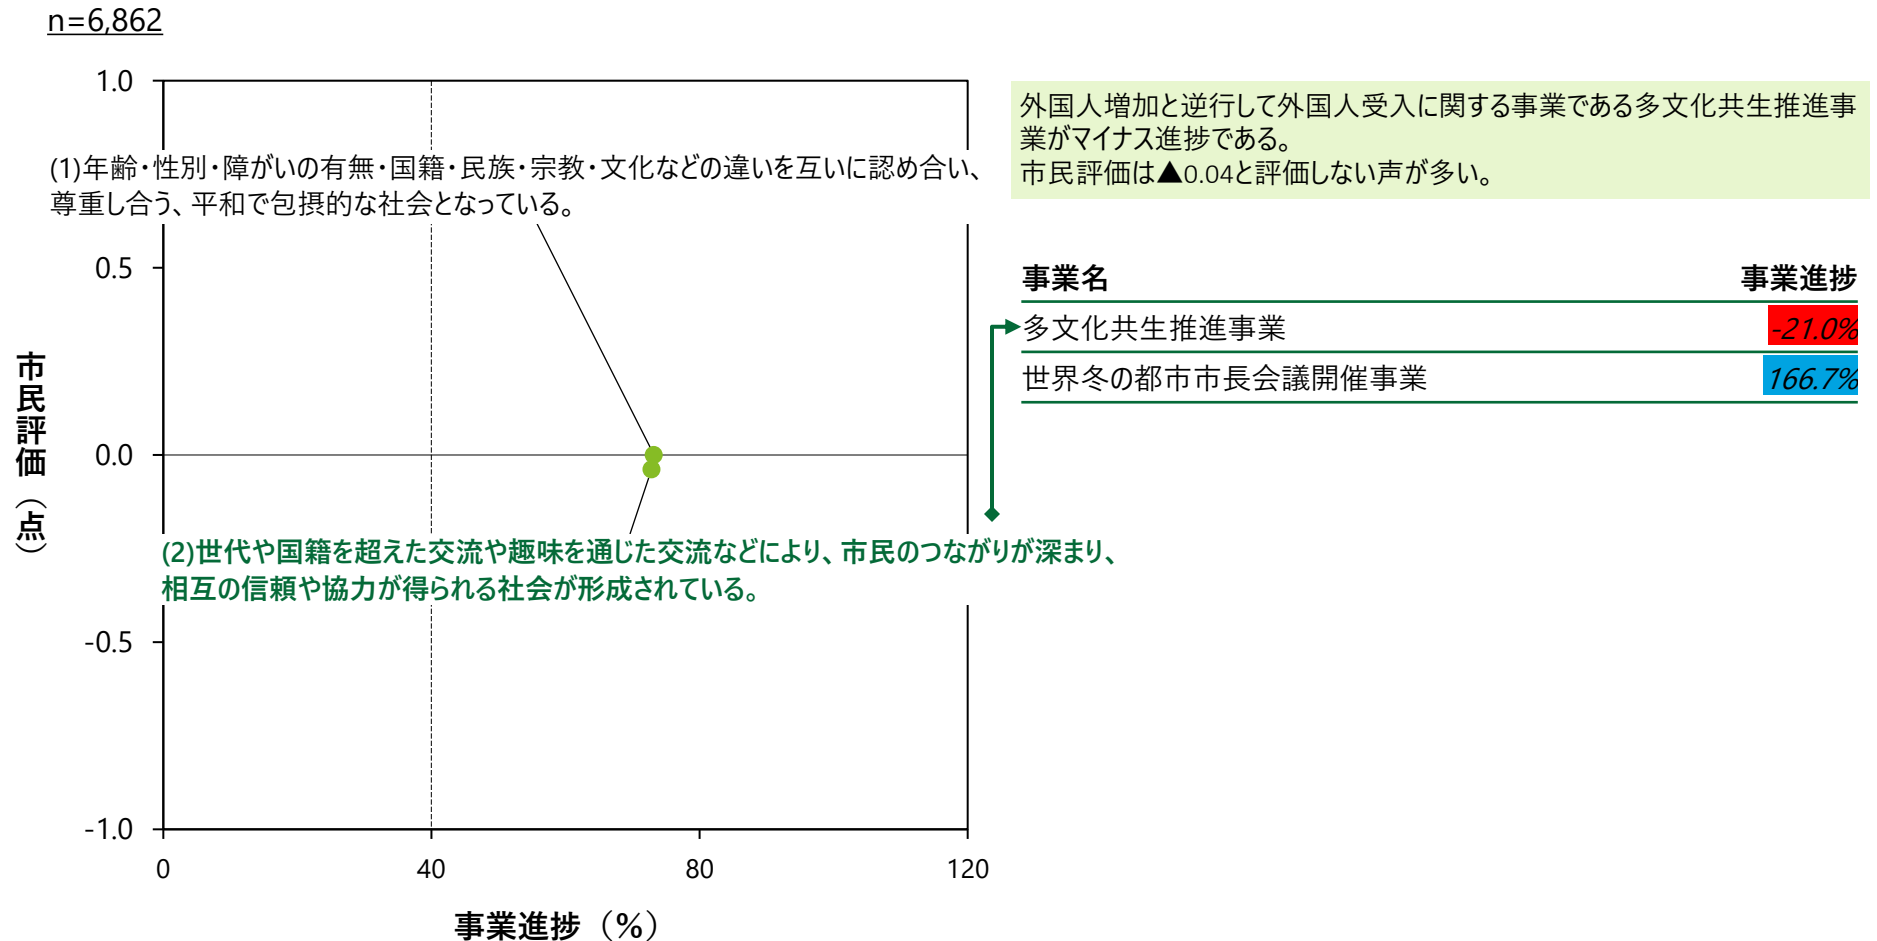 n=6,862
1.0
(1)年齢・性別・障がいの有無・国籍・民族・宗教・文化などの違いを互いに認め合い、
尊重し合う、平和で包摂的な社会となっている。
0.5
市民評価（点）
0.0
(2)世代や国籍を超えた交流や趣味を通じた交流などにより、市民のつながりが深まり、
相互の信頼や協力が得られる社会が形成されている。
-0.5
-1.0
0 40 80 120
事業進捗（%）
外国人増加と逆行して外国人受入に関する事業である多文化共生推進事
業がマイナス進捗である。
市民評価は▲0.04と評価しない声が多い。
事業名 事業進捗
多文化共生推進事業 -21.0%
世界冬の都市市長会議開催事業 166.7%